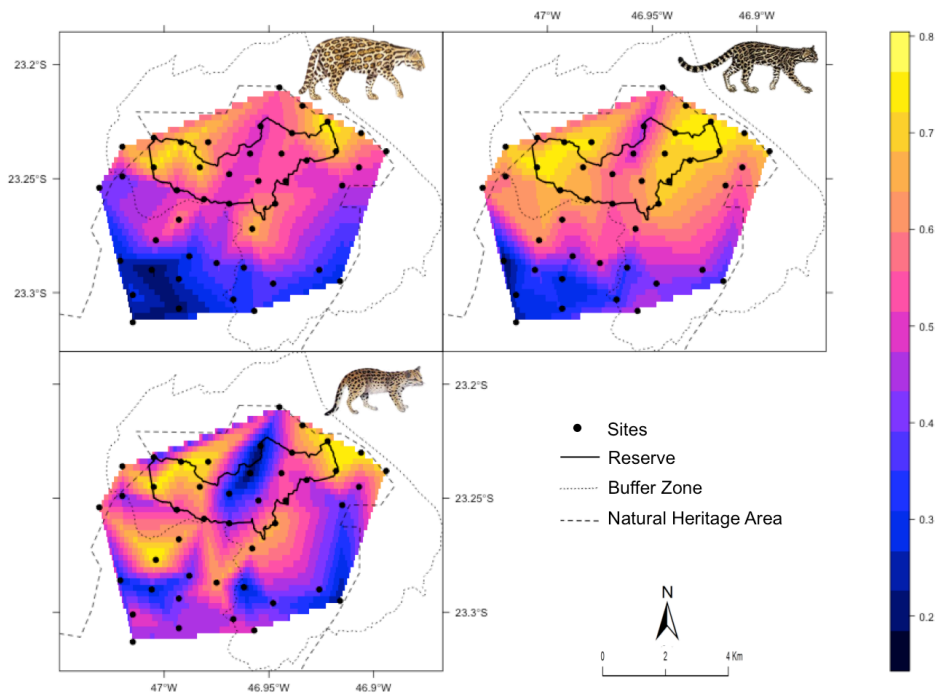 47°W 46.95°W 46.9°W
23.2°S
23.25°S
23.3°S
0.8
0.7
0.6
0.5
0.4
0.3
0.2
23.2°S
23.25°S
23.3°S
Sites
Reserve
Buffer Zone
Natural Heritage Area
N
0 2 4 Km
47°W 46.95°W 46.9°W